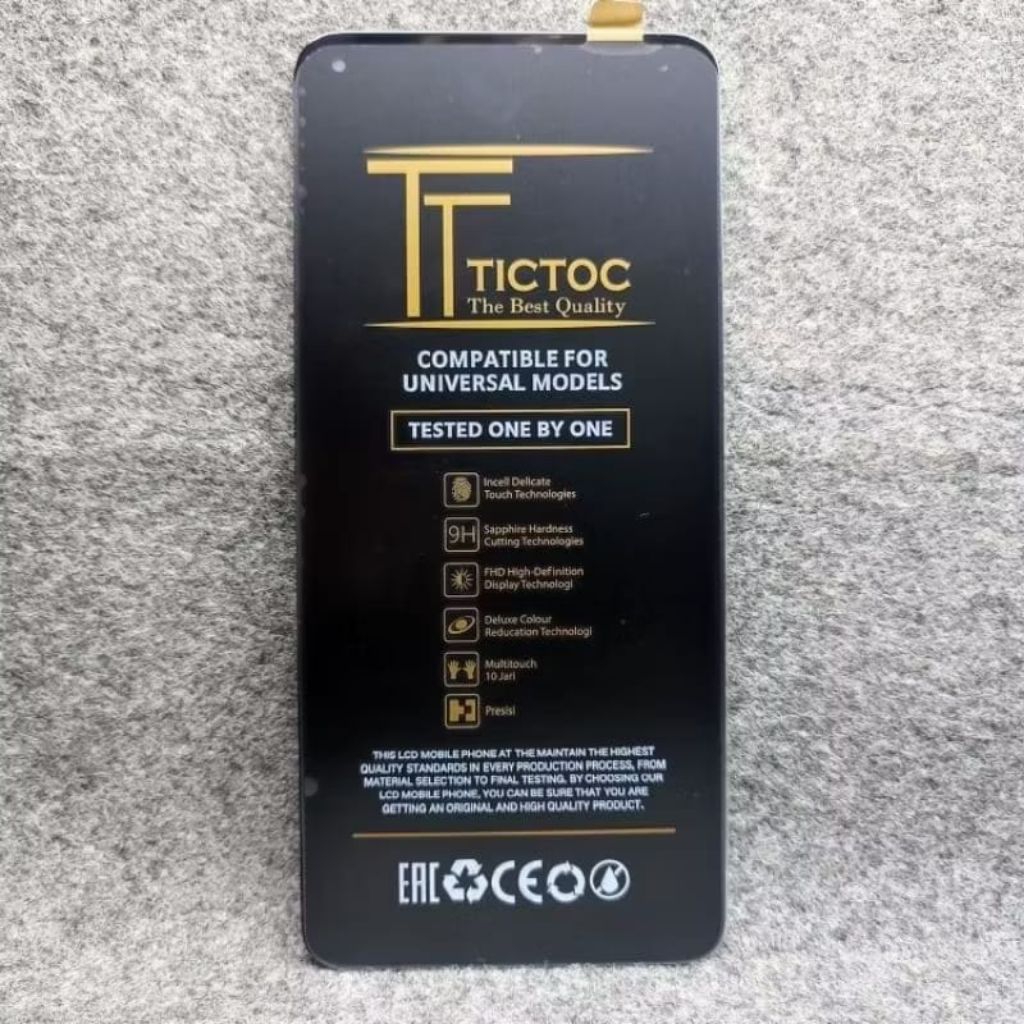 TT
TICTOC
The Best Quality
COMPATIBLE FOR
UNIVERSAL MODELS
TESTED ONE BY ONE
Incell Delicate
Touch Technologies
9H
Sapphire Hardness
Cutting Technologies
FHD High-Definition
Display Technologi
Deluxe Colour
Reducation Technologi
Multitouch
10 Jari
Presisi
THIS LCD MOBILE PHONE AT THE MAINTAIN THE HIGHEST
QUALITY STANDARDS IN EVERY PRODUCTION PROCESS, FROM
MATERIAL SELECTION TO FINAL TESTING. BY CHOOSING OUR
LCD MOBILE PHONE, YOU CAN BE SURE THAT YOU ARE
GETTING AN ORIGINAL AND HIGH QUALITY PRODUCT.
EAC CE